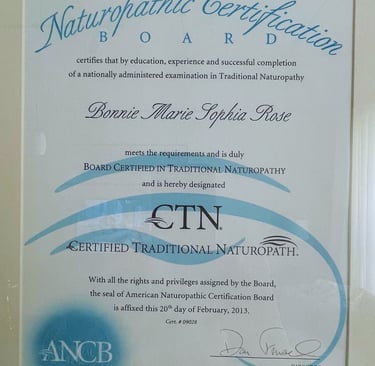 Naturopathic Certification
BOARD
certifies that by education, experience and successful completion
of a nationally administered examination in Traditional Naturopathy
Bonnie Marie Sophia Rose
meets the requirements and is duly
BOARD CERTIFIED IN TRADITIONAL NATUROPATHY
and is hereby designated
CTN®
CERTIFIED TRADITIONAL NATUROPATH®
With all the rights and privileges assigned by the Board,
the seal of American Naturopathic Certification Board
is affixed this 20th day of February, 2013.
Cert. # 09028
ANCB